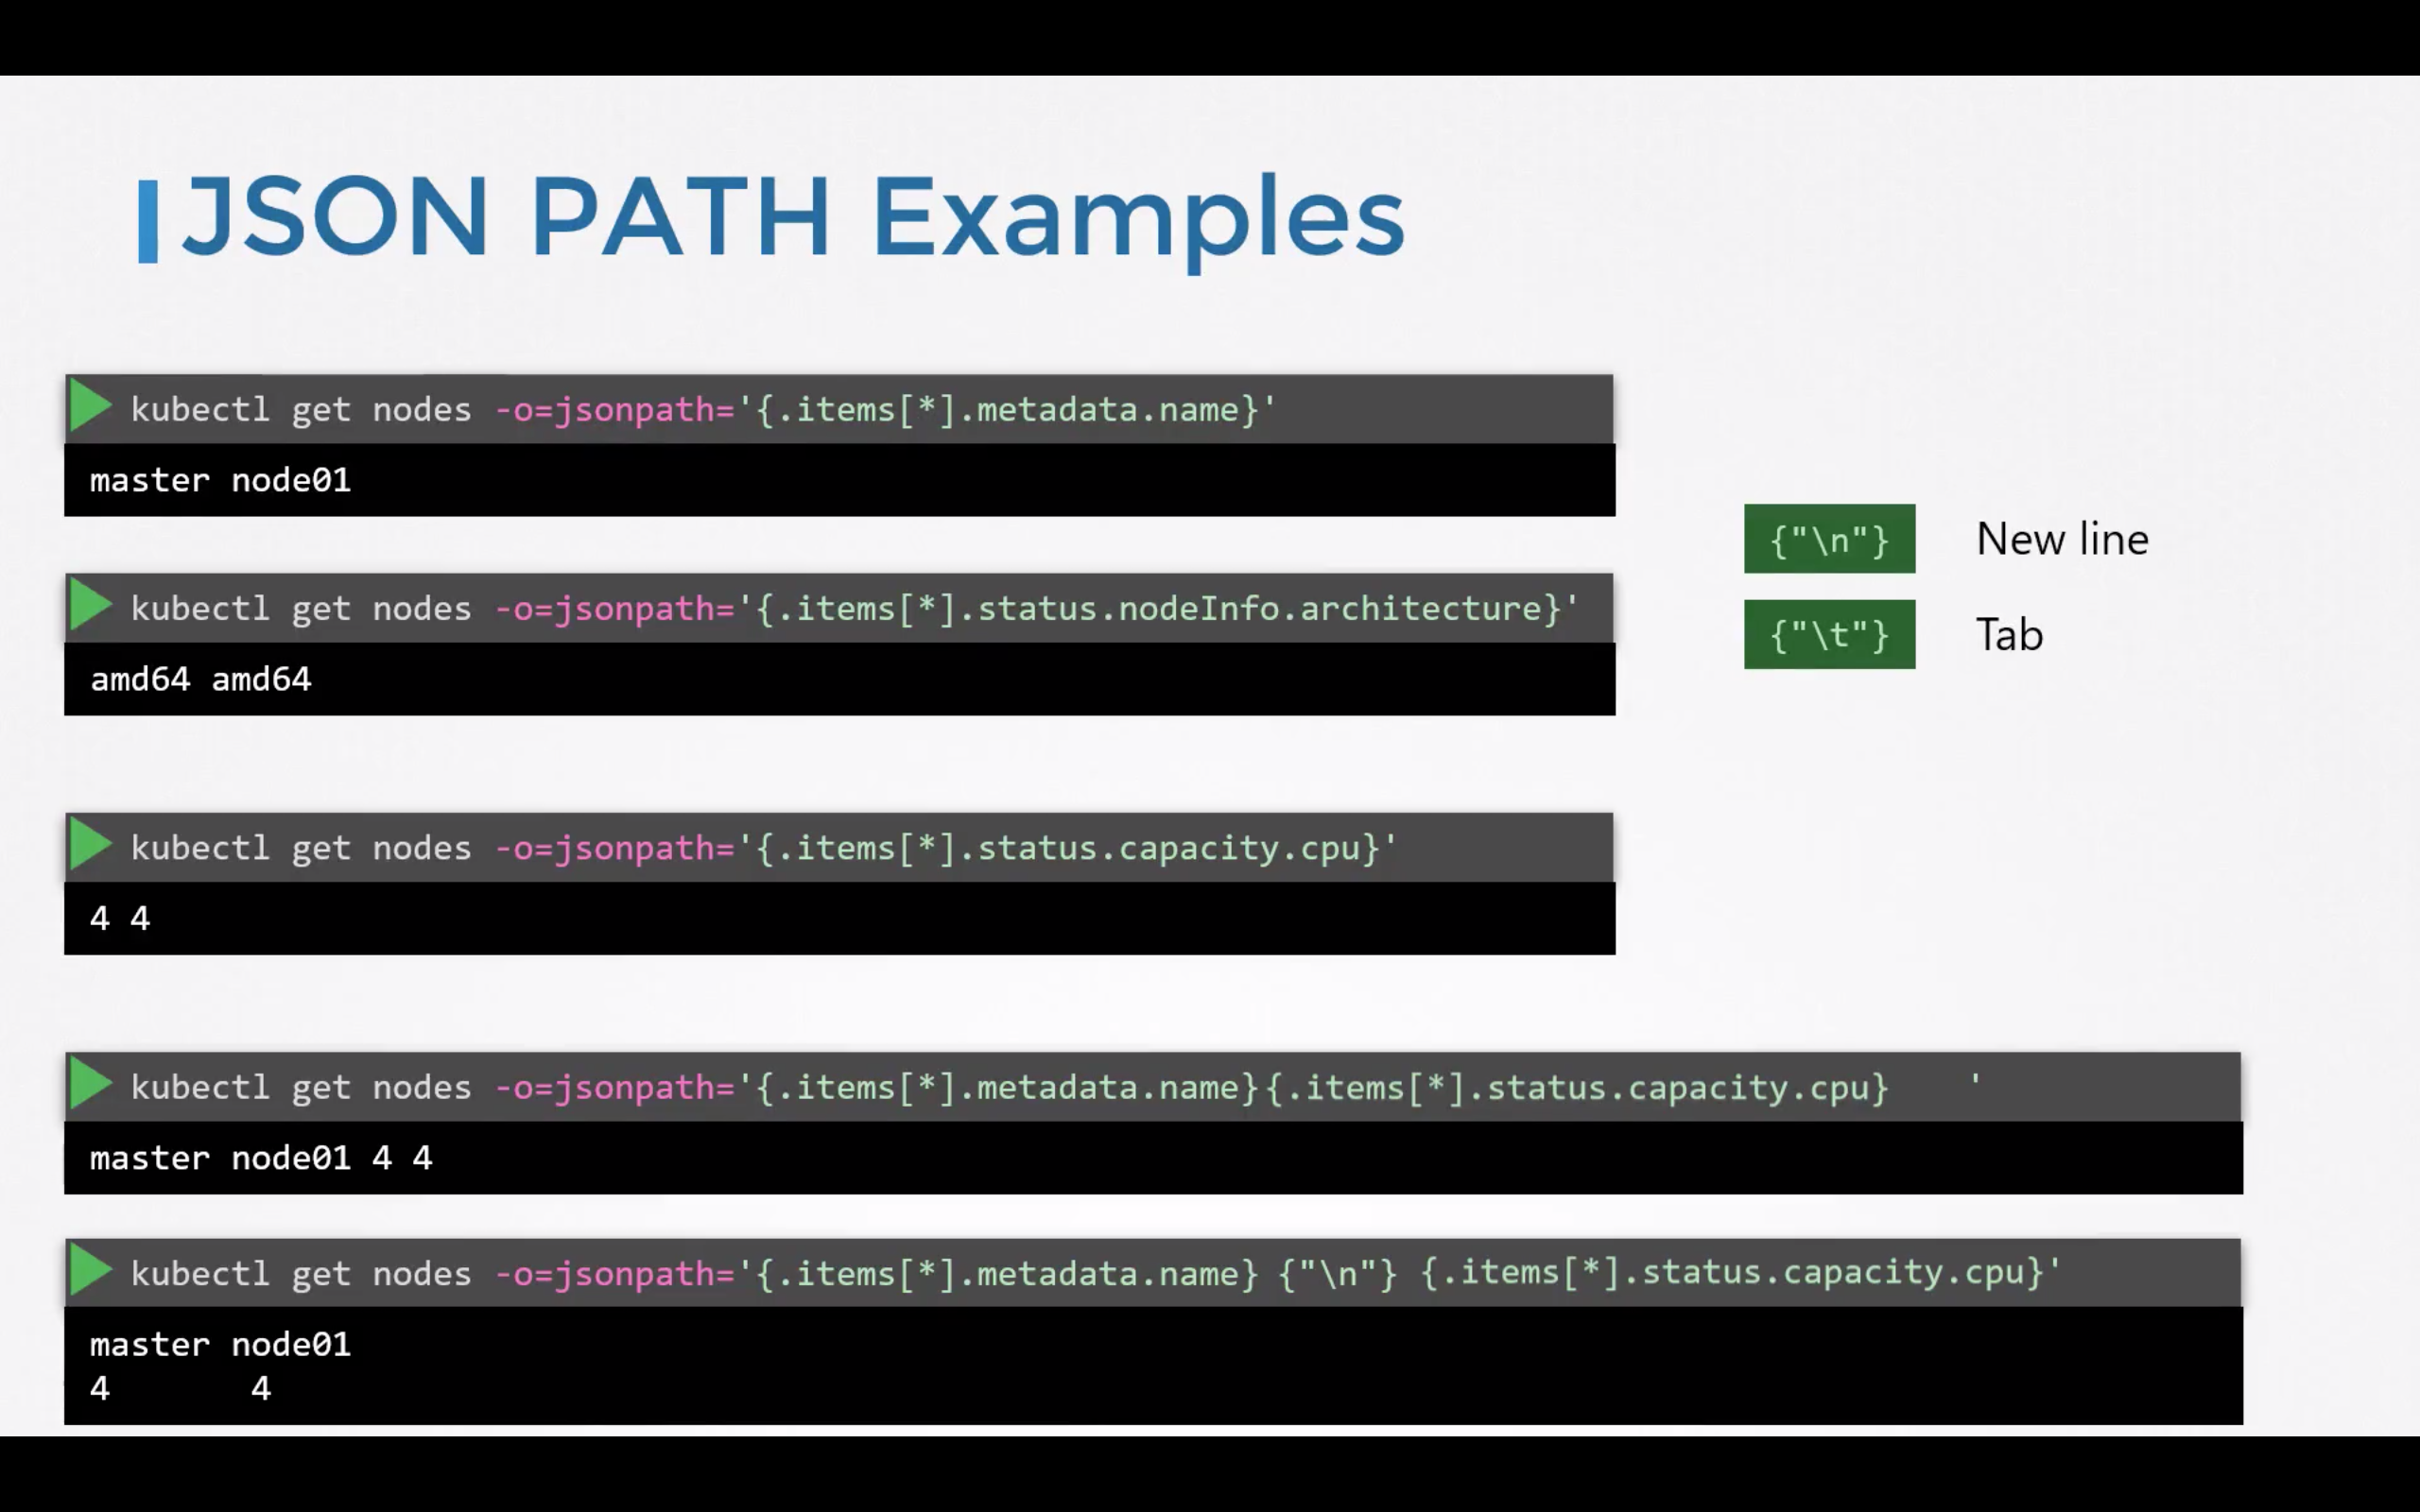 JSON PATH Examples
kubectl get nodes -o=jsonpath='{.items[*].metadata.name}'
master node01
kubectl get nodes -o=jsonpath='{.items[*].status.nodeInfo.architecture}'
amd64 amd64
{"\n"} New line
{"\t"} Tab
kubectl get nodes -o=jsonpath='{.items[*].status.capacity.cpu}'
4 4
kubectl get nodes -o=jsonpath='{.items[*].metadata.name}{.items[*].status.capacity.cpu}    '
master node01 4 4
kubectl get nodes -o=jsonpath='{.items[*].metadata.name} {"\n"} {.items[*].status.capacity.cpu}'
master node01
4       4